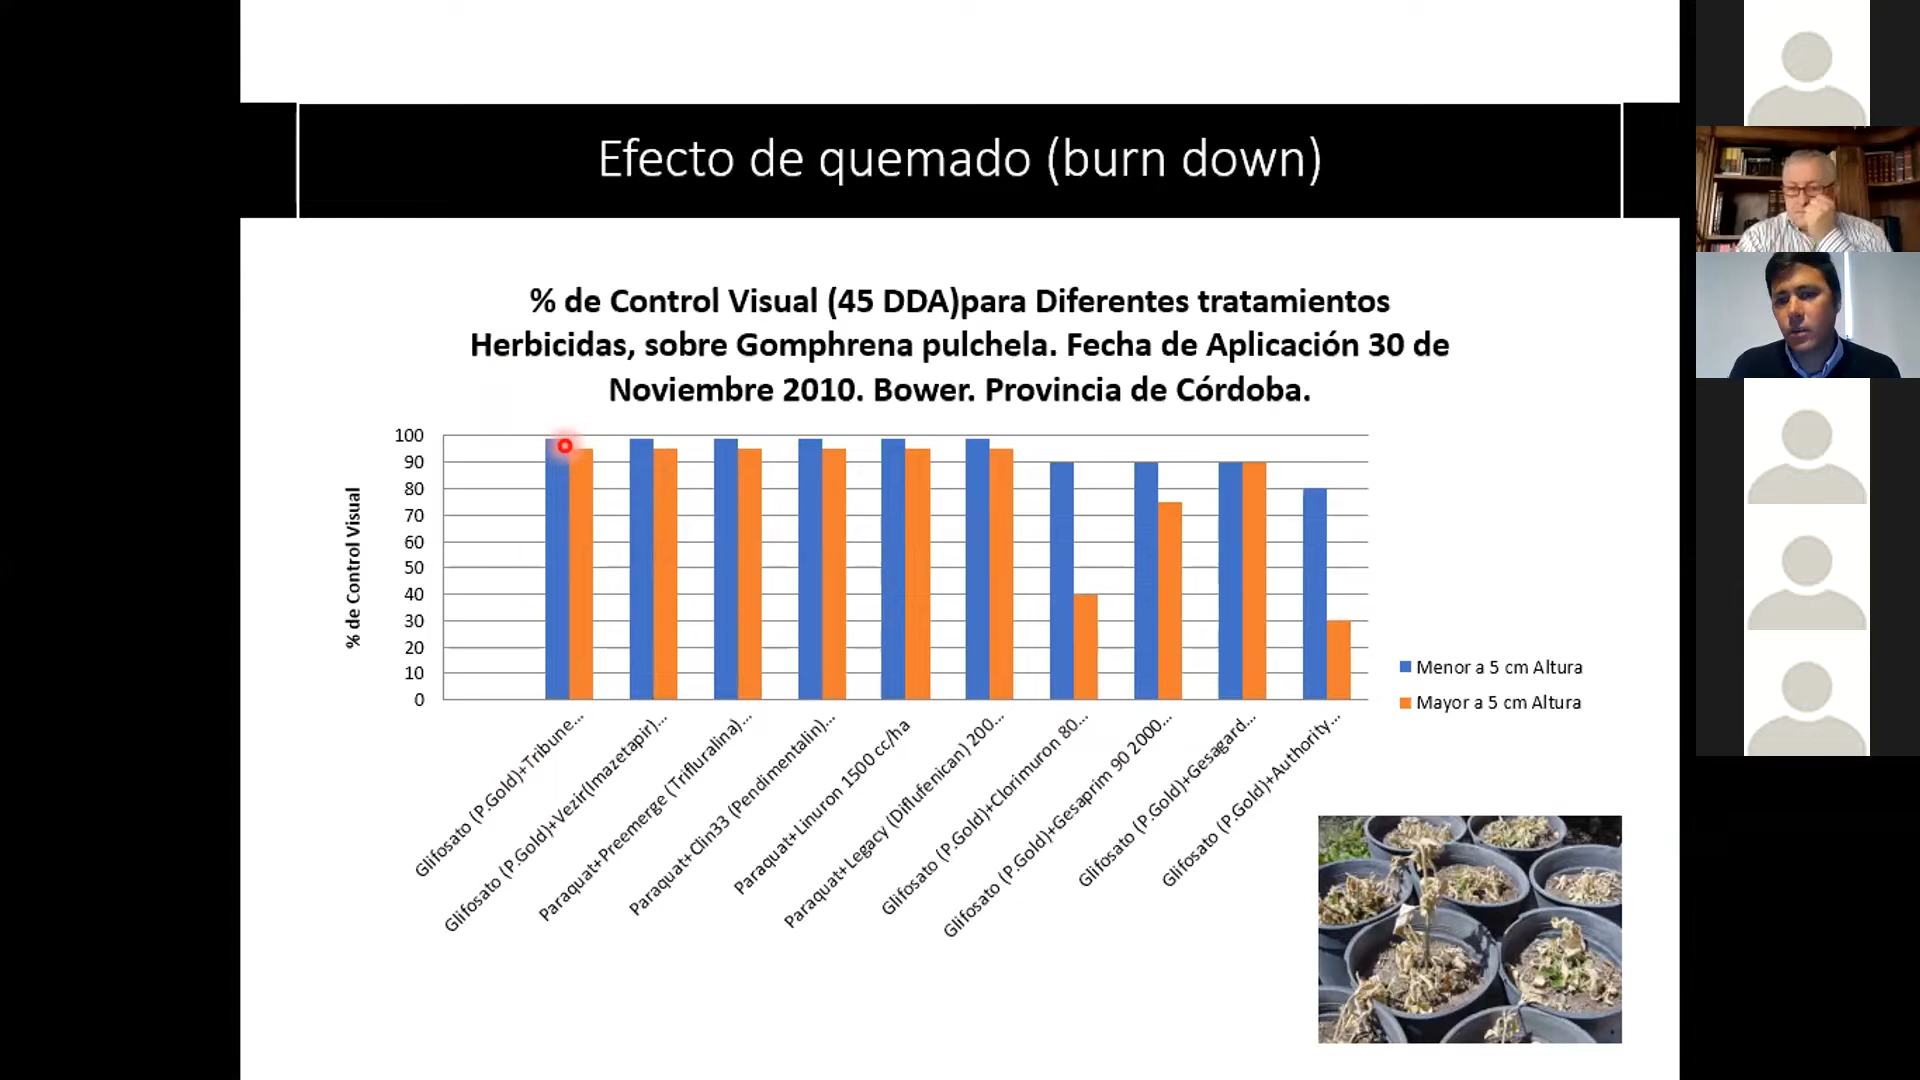 Efecto de quemado (burn down)
% de Control Visual (45 DDA)para Diferentes tratamientos
Herbicidas, sobre Gomphrena pulchela. Fecha de Aplicación 30 de
Noviembre 2010. Bower. Provincia de Córdoba.
% de Control Visual
100
90
80
70
60
50
40
30
20
10
0
Glifosato (P.Gold)+Tribune...
Glifosato (P.Gold)+Vezir(Imazetapir)...
Paraquat+Preemerge (Trifluralina)...
Paraquat+Clin33 (Pendimentalin)...
Paraquat+Linuron 1500 cc/ha
Paraquat+Legacy (Diflufenican) 200...
Glifosato (P.Gold)+Clorimuron 80...
Glifosato (P.Gold)+Gesaprim 90 2000...
Glifosato (P.Gold)+Gesagard...
Glifosato (P.Gold)+Authority...
Menor a 5 cm Altura
Mayor a 5 cm Altura